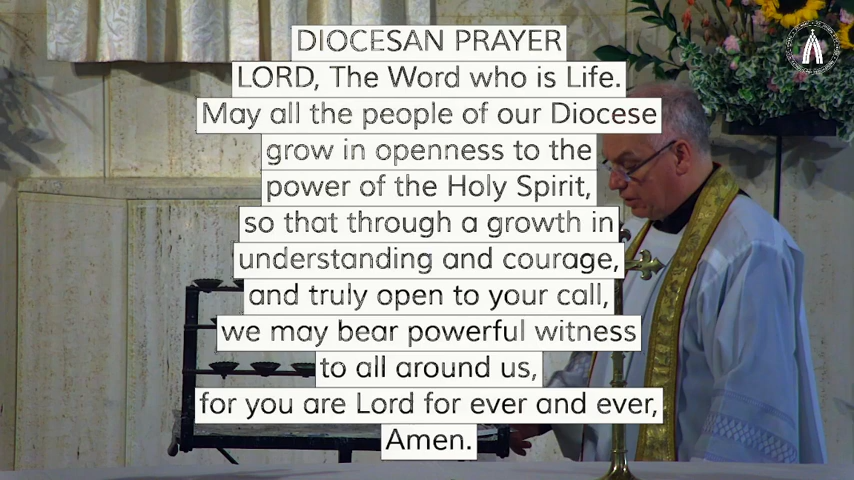 DIOCESAN PRAYER
LORD, The Word who is Life.
May all the people of our Diocese
grow in openness to the
power of the Holy Spirit,
so that through a growth in
understanding and courage,
and truly open to your call,
we may bear powerful witness
to all around us,
for you are Lord for ever and ever,
Amen.